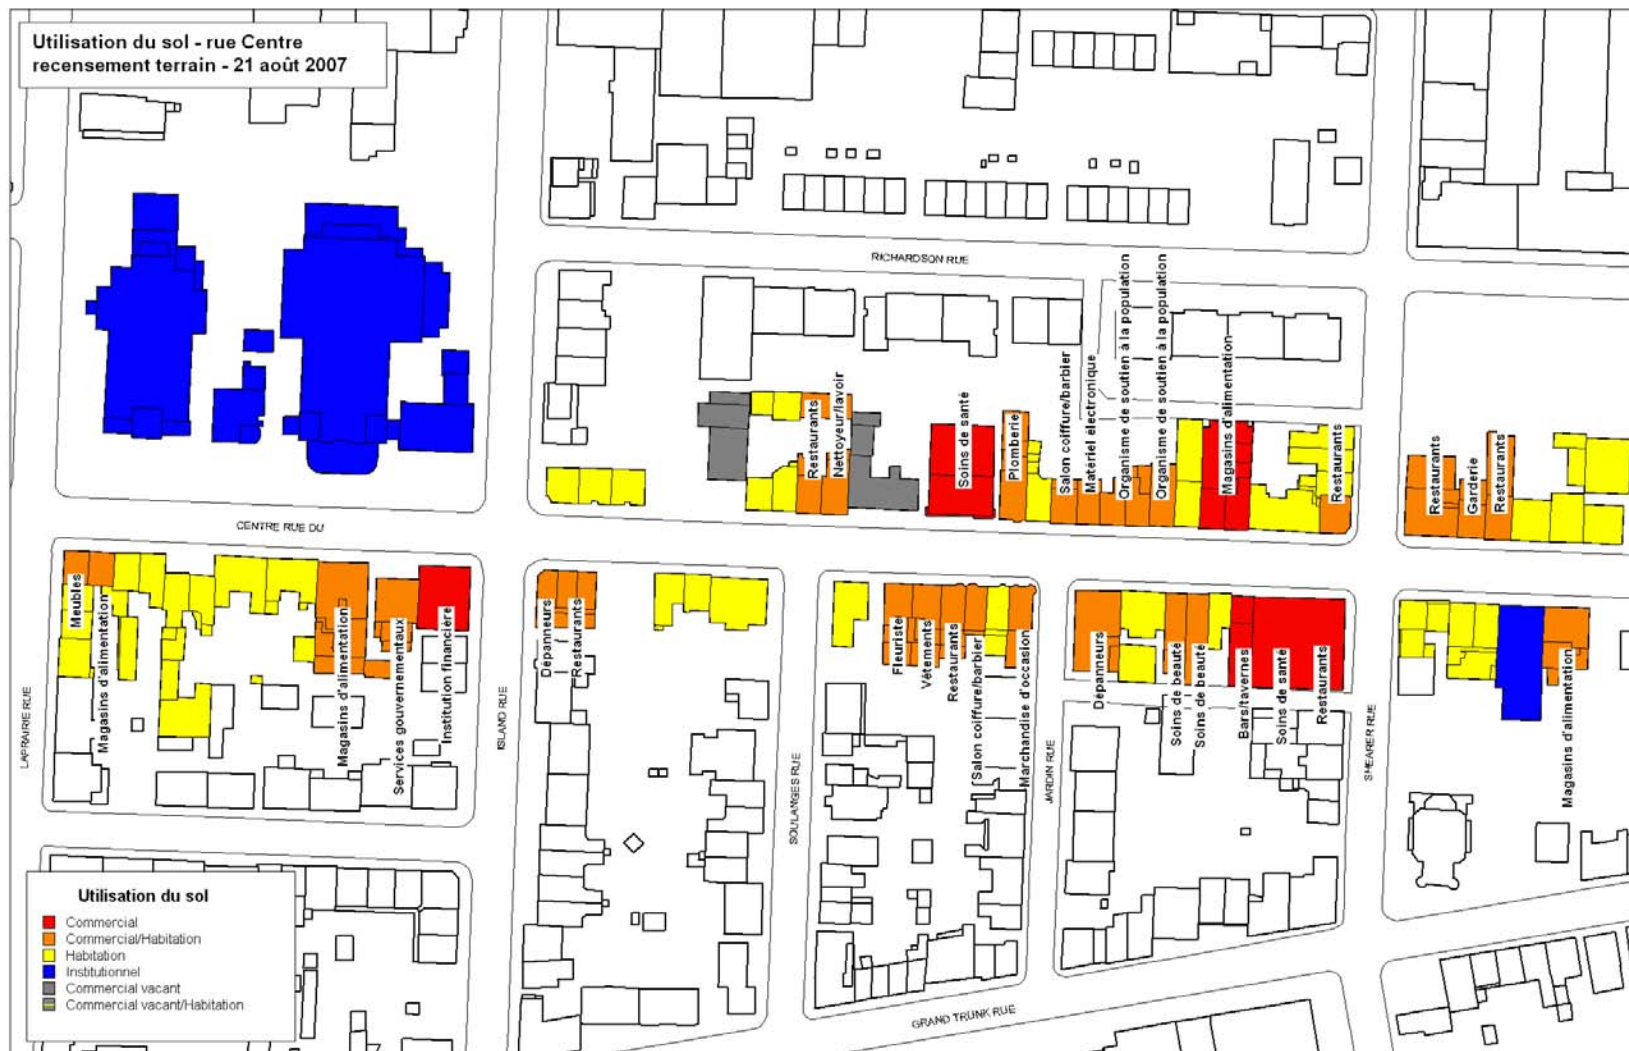 Utilisation du sol - rue Centre
recensement terrain - 21 août 2007
RICHARDSON RUE
Restaurants
Nettoyeur/lavoir
Soins de santé
Plomberie
Salon coiffure/barbier
Matériel électronique
Organisme de soutien à la population
Organisme de soutien à la population
Magasins d'alimentation
Restaurants
Restaurants
Garderie
Restaurants
CENTRE RUE DU
Meubles
Magasins d'alimentation
Magasins d'alimentation
Services gouvernementaux
Institution financière
Dépanneurs
Restaurants
Fleuriste
Vêtements
Restaurants
Salon coiffure/barbier
Marchandise d'occasion
Dépanneurs
Soins de beauté
Soins de beauté
Bars/tavernes
Soins de santé
Restaurants
Magasins d'alimentation
LAPRAIRIE RUE
ISLAND RUE
SOULANGES RUE
JARDIN RUE
SHEARER RUE
GRAND TRUNK RUE
Utilisation du sol
Commercial
Commercial/Habitation
Habitation
Institutionnel
Commercial vacant
Commercial vacant/Habitation